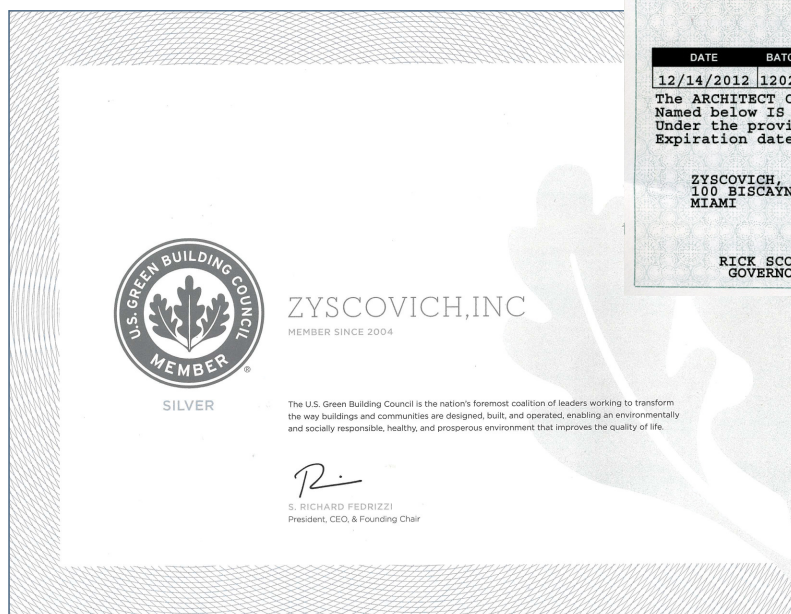 DATE
12/14/2012
The ARCHITECT
Named below IS
Under the
Expiration
ZYSCOVICH,
100
MIAMI
RICK
U.S. GREEN BUILDING COUNCIL
MEMBER
®
SILVER
ZYSCOVICH,INC
MEMBER SINCE 2004
The U.S. Green Building Council is the nation's foremost coalition of leaders working to transform
the way buildings and communities are designed, built, and operated, enabling an environmentally
and socially responsible, healthy, and prosperous environment that improves the quality of life.
S. RICHARD FEDRIZZI
President, CEO, & Founding Chair